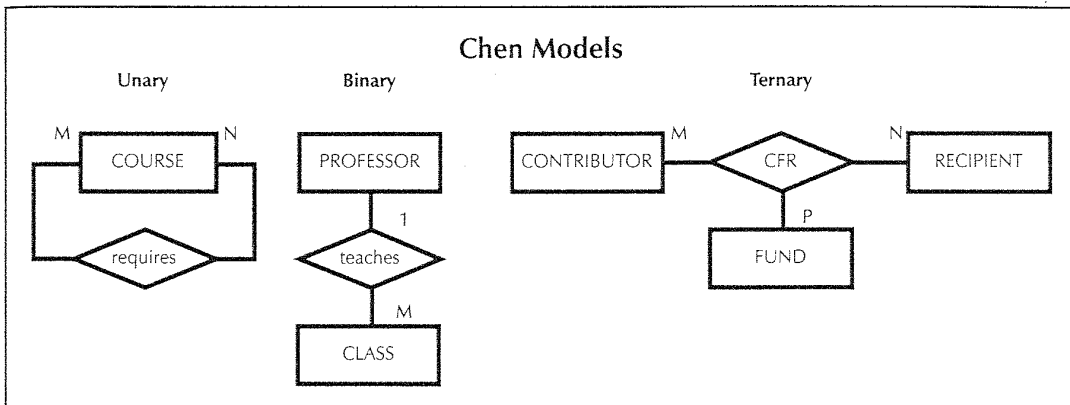 Chen Models
Unary
Binary
Ternary
M
N
COURSE
requires
PROFESSOR
1
teaches
M
CLASS
CONTRIBUTOR
M
CFR
N
RECIPIENT
P
FUND